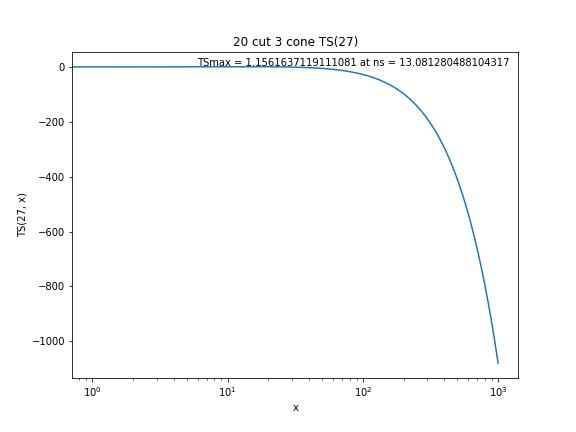 20 cut 3 cone TS(27)
TSmax = 1.1561637119111081 at ns = 13.081280488104317
0
−200
−400
−600
−800
−1000
TS(27, x)
10⁰
10¹
10²
10³
x